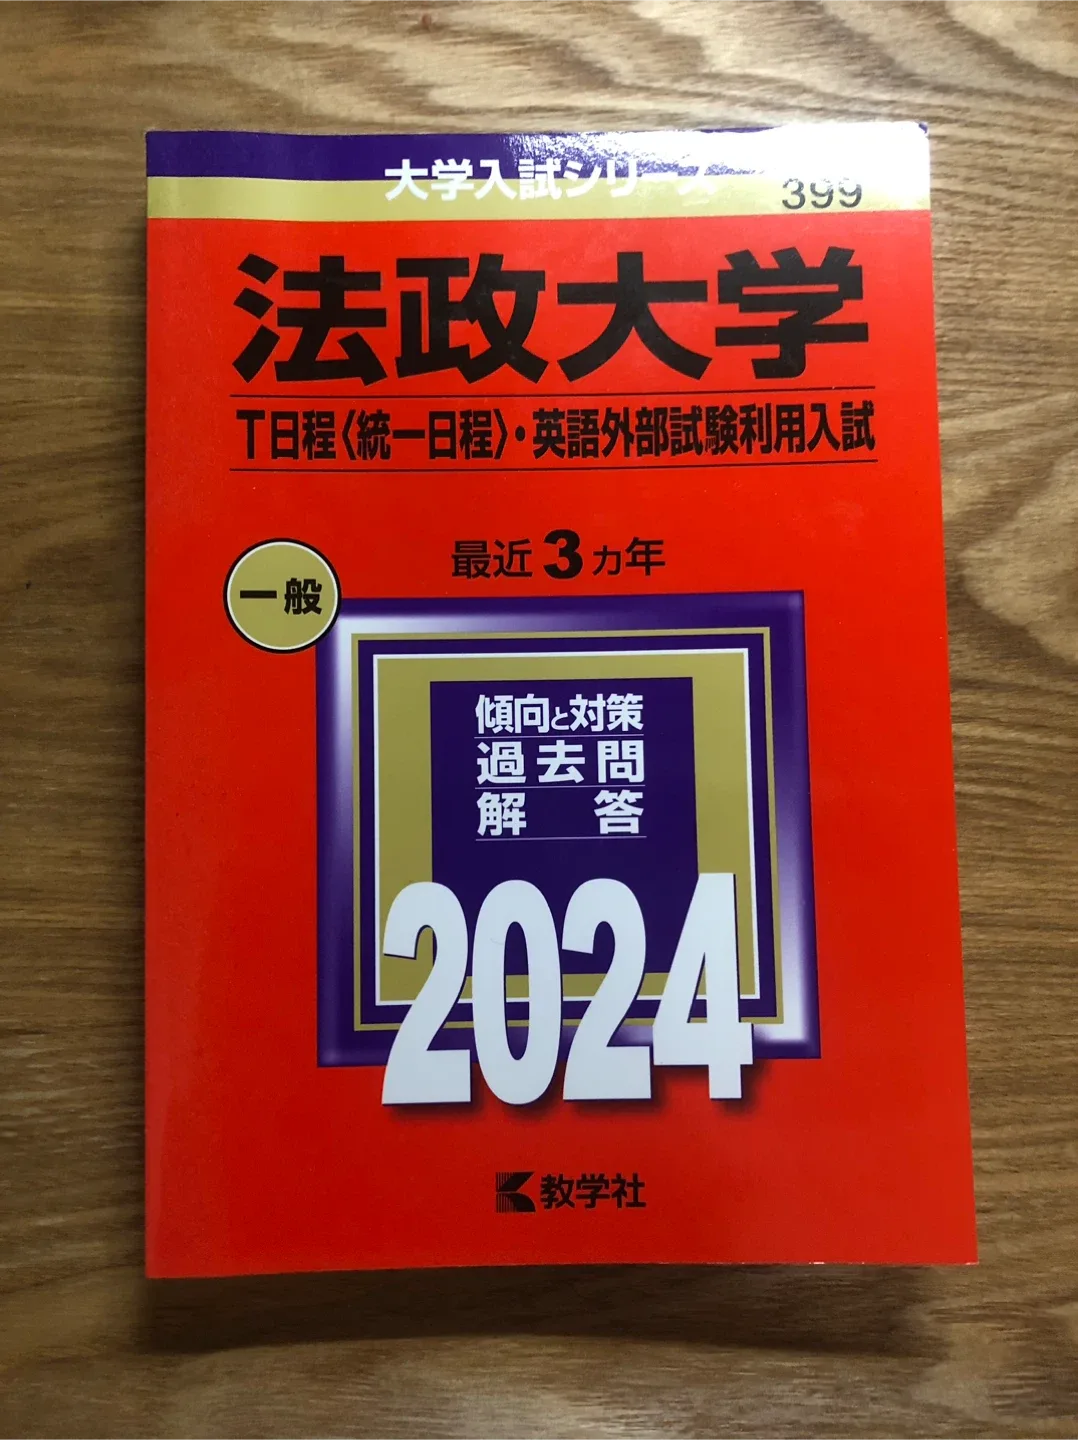 大学入試シリーズ
399
法政大学
T日程〈統一日程〉・英語外部試験利用入試
最近3カ年
一般
傾向と対策
過去問
解答
2024
教学社